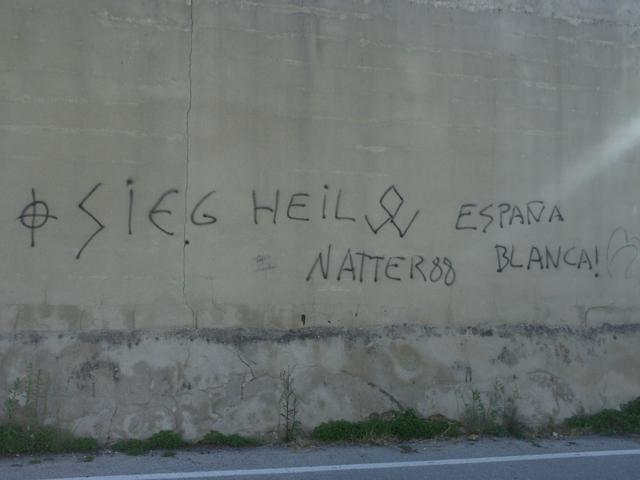 SiEG HEiL ESPAÑA
NATTER88 BLANCA!